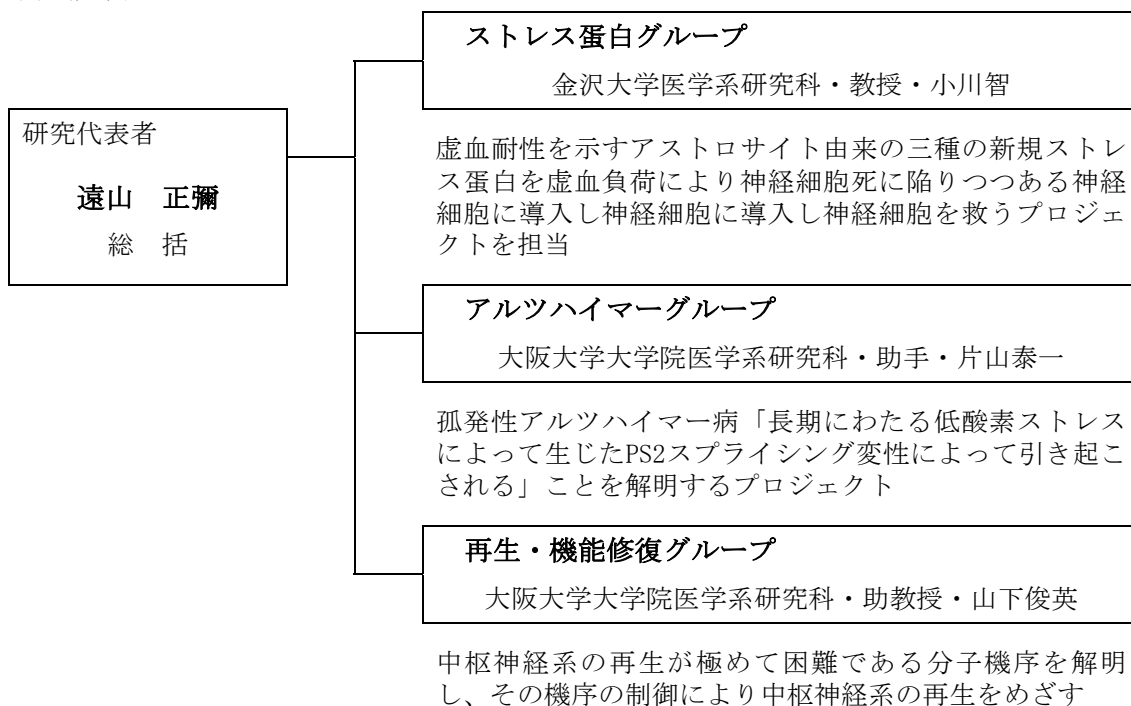 ストレス蛋白グループ
金沢大学医学系研究科・教授・小川智
研究代表者
遠山 正彌
総 括
虚血耐性を示すアストロサイト由来の三種の新規ストレ
ス蛋白を虚血負荷により神経細胞死に陥りつつある神経
細胞に導入し神経細胞に導入し神経細胞を救うプロジェ
クトを担当
アルツハイマーグループ
大阪大学大学院医学系研究科・助手・片山泰一
孤発性アルツハイマー病「長期にわたる低酸素ストレス
によって生じたPS2スプライシング変性によって引き起こ
される」ことを解明するプロジェクト
再生・機能修復グループ
大阪大学大学院医学系研究科・助教授・山下俊英
中枢神経系の再生が極めて困難である分子機序を解明
し、その機序の制御により中枢神経系の再生をめざす